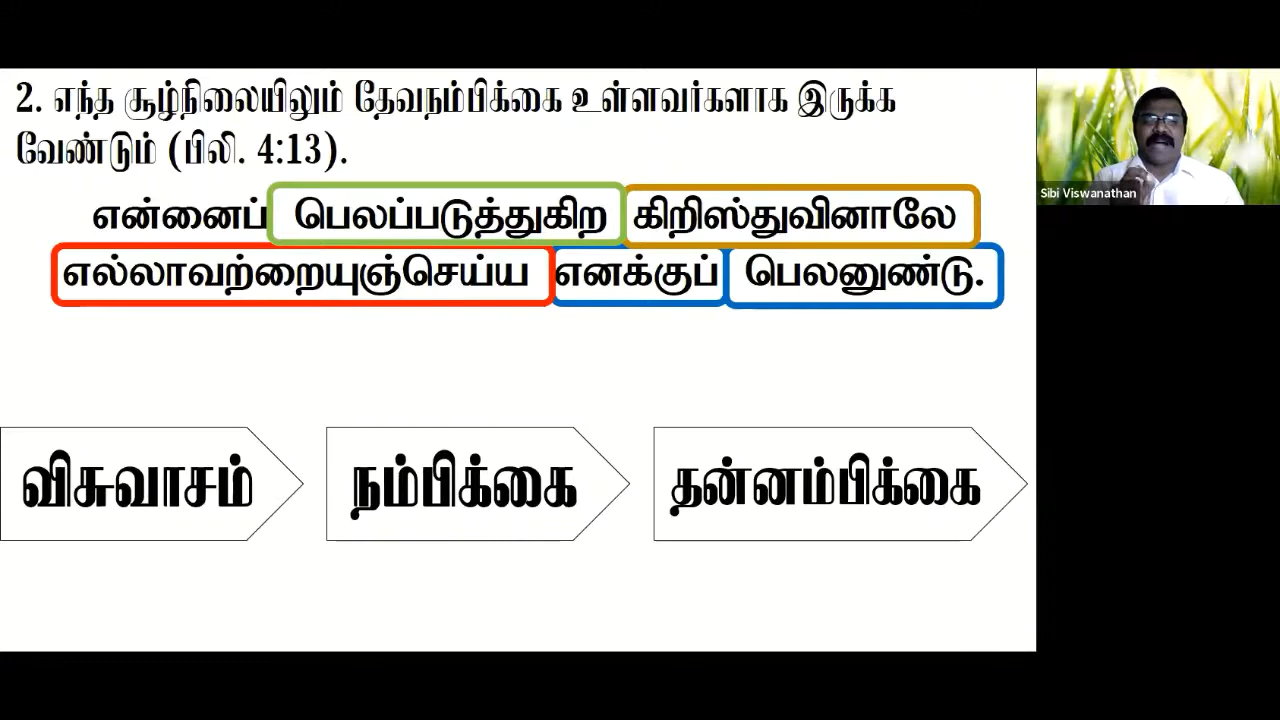 2. எந்த சூழ்நிலையிலும் தேவநம்பிக்கை உள்ளவர்களாக இருக்க
வேண்டும் (பிலி. 4:13).
என்னைப் பெலப்படுத்துகிற கிறிஸ்துவினாலே
எல்லாவற்றையுஞ்செய்ய எனக்குப் பெலனுண்டு.
விசுவாசம்
நம்பிக்கை
தன்னம்பிக்கை
Sibi Viswanathan